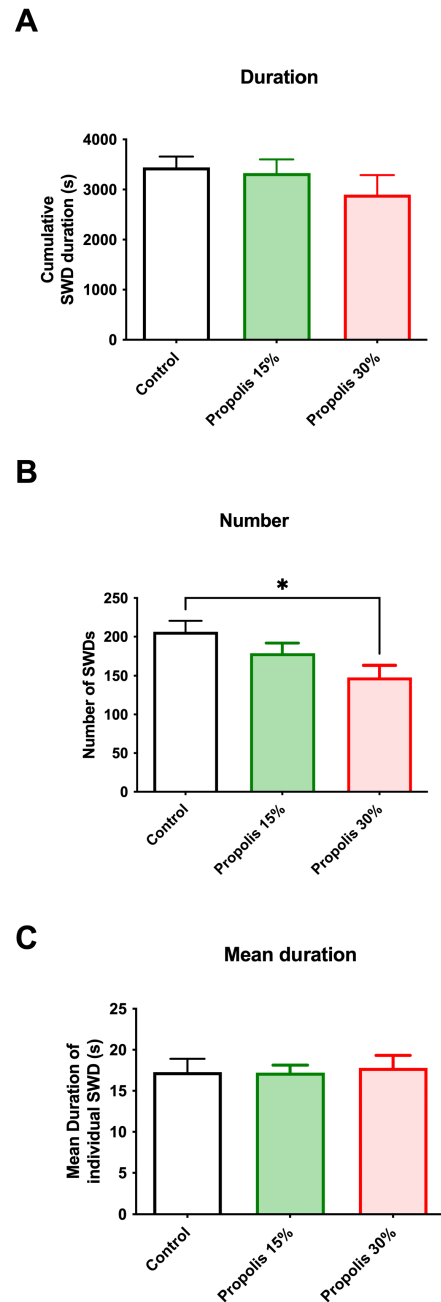 A
Duration
Cumulative
SWD duration (s)
4000
3000
2000
1000
0
Control
Propolis 15%
Propolis 30%
B
Number
*
Number of SWDs
250
200
150
100
50
0
Control
Propolis 15%
Propolis 30%
C
Mean duration
Mean Duration of
individual SWD (s)
25
20
15
10
5
0
Control
Propolis 15%
Propolis 30%